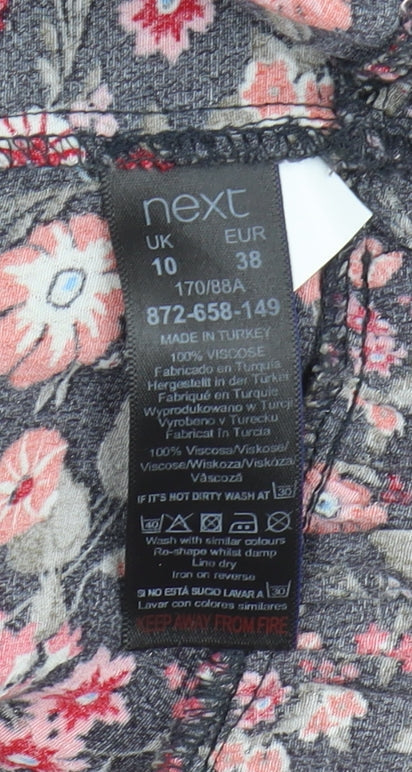 next
UK EUR
10 38
170/88A
872-658-149
MADE IN TURKEY
100% VISCOSE
Fabricado en Turquía
Hergestellt in der Türkei
Fabriqué en Turquie
Wyprodukowano w Turcji
Vyrobeno v Turecku
Fabricat în Turcia
100% Viscosa/Viskose/
Viscose/Wiskoza/Viskóza
Vâscoză
IF IT'S NOT DIRTY WASH AT 30
40
Wash with similar colours
Re-shape whilst damp
Line dry
Iron on reverse
SI NO ESTÁ SUCIO LAVAR A 30
Lavar con colores similares
KEEP AWAY FROM FIRE